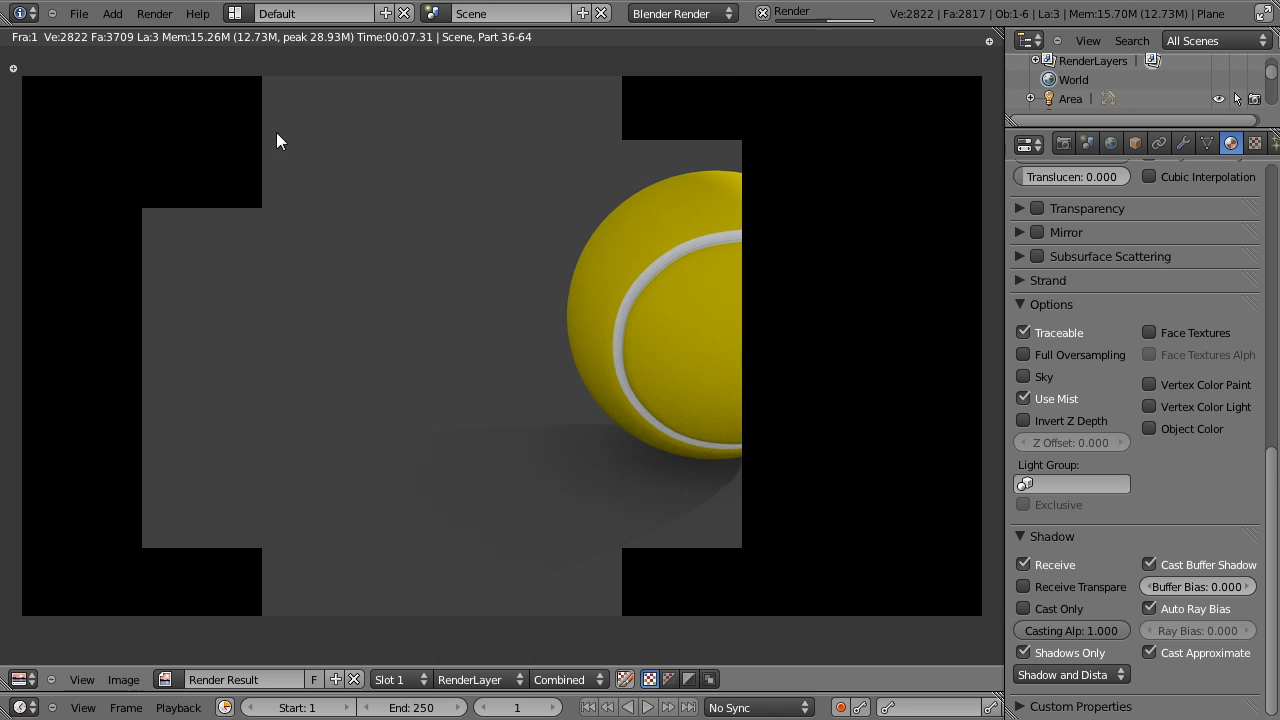 File Add Render Help Default Scene Blender Render Render Ve:2822 | Fa:2817 | Ob:1-6 | La:3 | Mem:15.70M (12.73M) | Plane
Fra:1 Ve:2822 Fa:3709 La:3 Mem:15.26M (12.73M, peak 28.93M) Time:00:07.31 | Scene, Part 36-64
View Search All Scenes
RenderLayers |
World
Area |
Translucen: 0.000 Cubic Interpolation
Transparency
Mirror
Subsurface Scattering
Strand
Options
Traceable Face Textures
Full Oversampling Face Textures Alph
Sky Vertex Color Paint
Use Mist Vertex Color Light
Invert Z Depth Object Color
Z Offset: 0.000
Light Group:
Exclusive
Shadow
Receive Cast Buffer Shadow
Receive Transpare Buffer Bias: 0.000
Cast Only Auto Ray Bias
Casting Alp: 1.000 Ray Bias: 0.000
Shadows Only Cast Approximate
Shadow and Dista
Custom Properties
View Image Render Result F Slot 1 RenderLayer Combined
View Frame Playback Start: 1 End: 250 1 No Sync